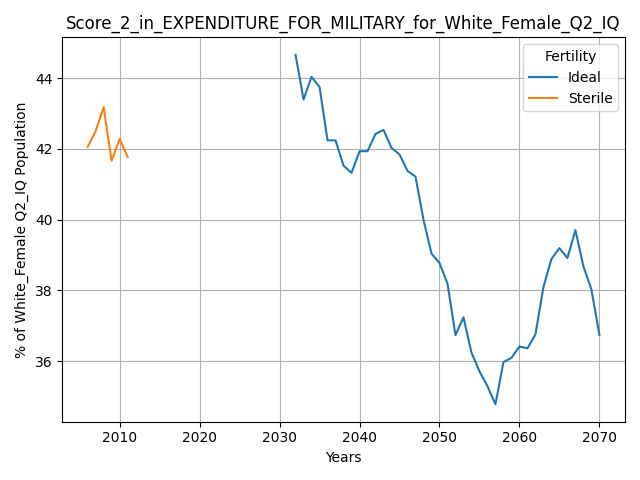 Score_2_in_EXPENDITURE_FOR_MILITARY_for_White_Female_Q2_IQ
Fertility
Ideal
Sterile
% of White_Female Q2_IQ Population
44
42
40
38
36
2010
2020
2030
2040
2050
2060
2070
Years